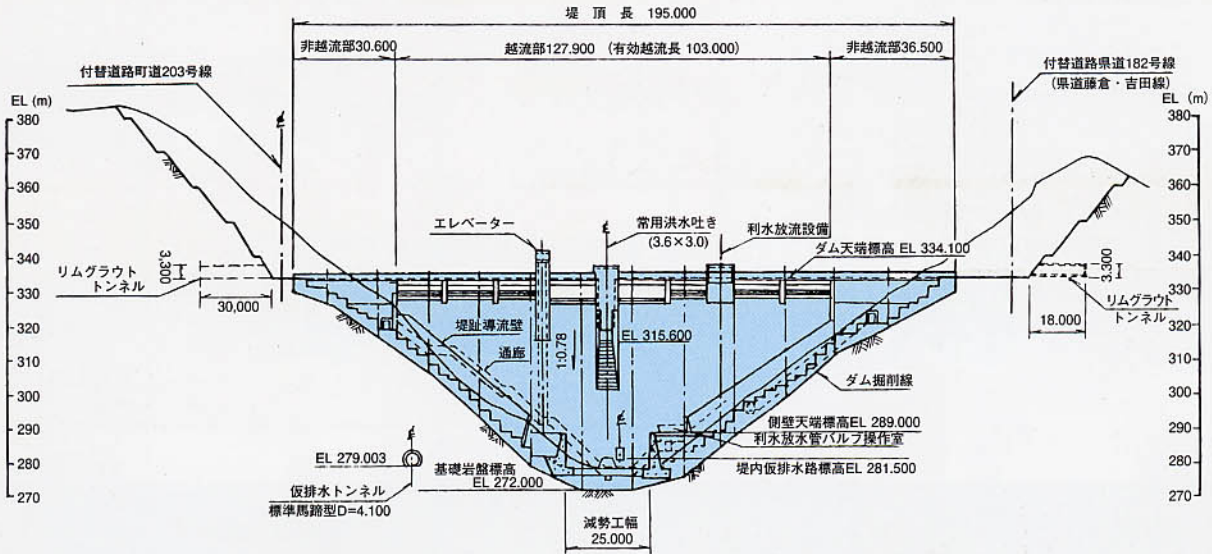 堤頂長 195.000
非越流部30.600
越流部127.900 (有効越流長 103.000)
非越流部36.500
付替道路町道203号線
付替道路県道182号線
(県道藤倉・吉田線)
EL (m)
EL (m)
380
370
360
350
340
330
320
310
300
290
280
270
380
370
360
350
340
330
320
310
300
290
280
270
エレベーター
常用洪水吐き
(3.6×3.0)
利水放流設備
ダム天端標高 EL 334.100
3,300
リムグラウト
トンネル
30,000
3.300
リムグラウト
トンネル
18.000
堤趾導流壁
通廊
1:0.78
EL 315.600
ダム掘削線
側壁天端標高EL 289.000
利水放水管バルブ操作室
堤内仮排水路標高EL 281.500
EL 279.003
基礎岩盤標高
EL 272.000
仮排水トンネル
標準馬蹄型D=4.100
減勢工幅
25.000